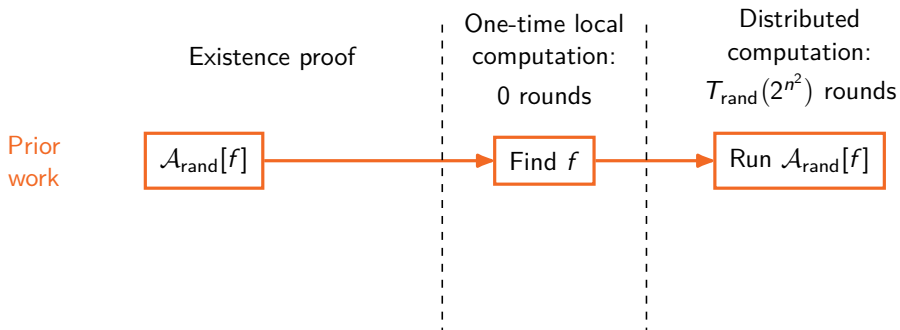 Existence proof
One-time local
computation:
0 rounds
Distributed
computation:
T_rand(2^{n^2}) rounds
Prior
work
𝒜_rand[f]
Find f
Run 𝒜_rand[f]